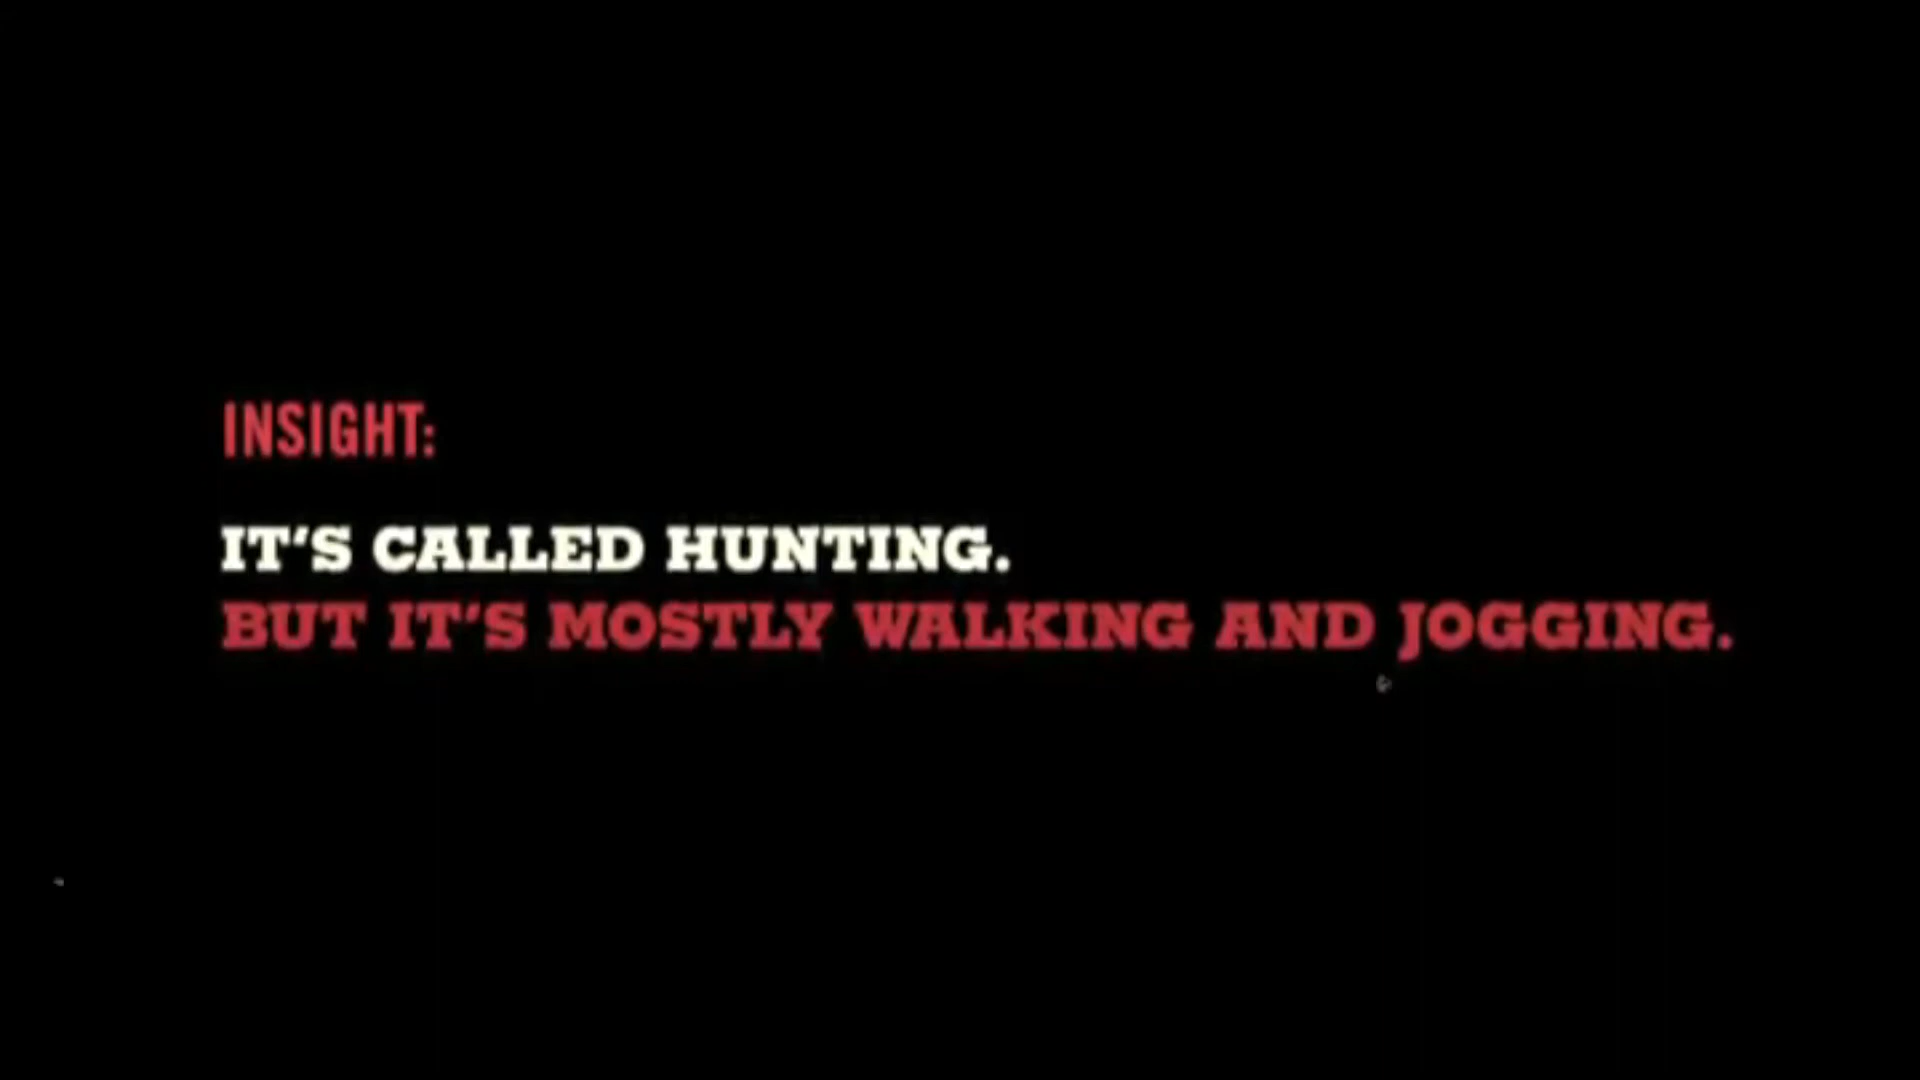 INSIGHT:
IT'S CALLED HUNTING.
BUT IT'S MOSTLY WALKING AND JOGGING.